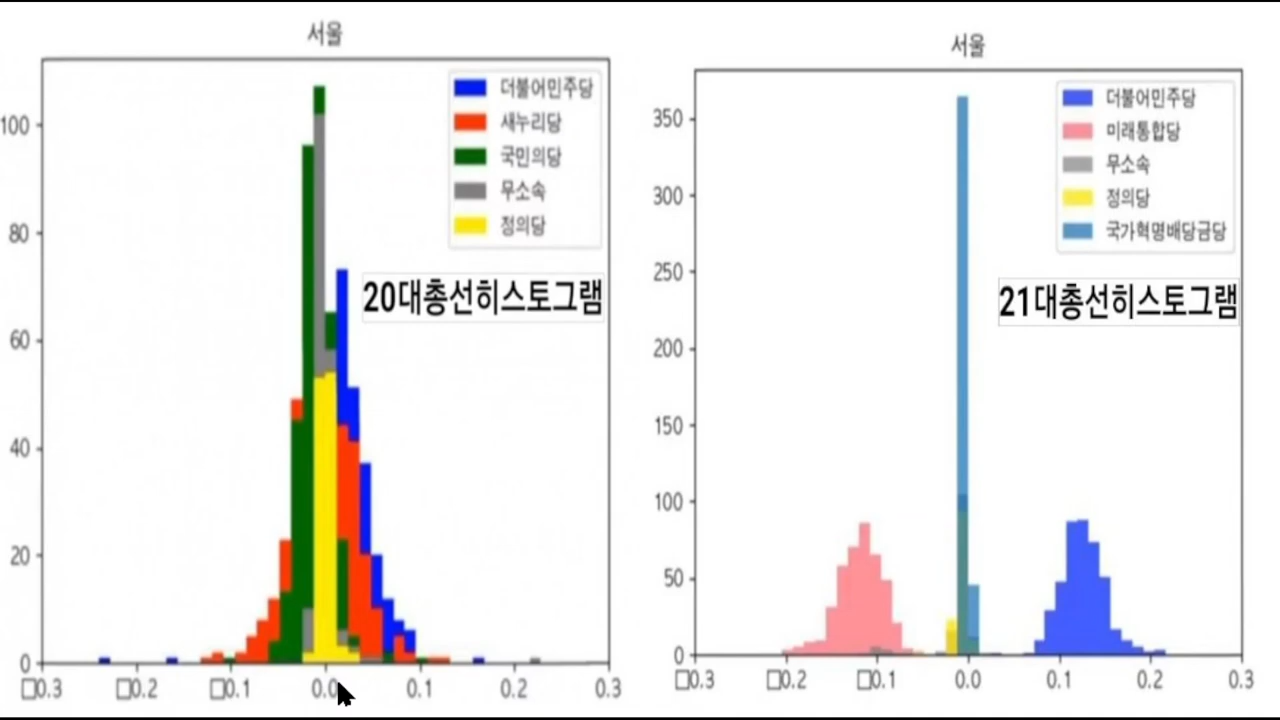 서울
더불어민주당
새누리당
국민의당
무소속
정의당
20대총선히스토그램
100
80
60
40
20
0
□0.3 □0.2 □0.1 0.0 0.1 0.2 0.3
서울
더불어민주당
미래통합당
무소속
정의당
국가혁명배당금당
21대총선히스토그램
350
300
250
200
150
100
50
0
□0.3 □0.2 □0.1 0.0 0.1 0.2 0.3